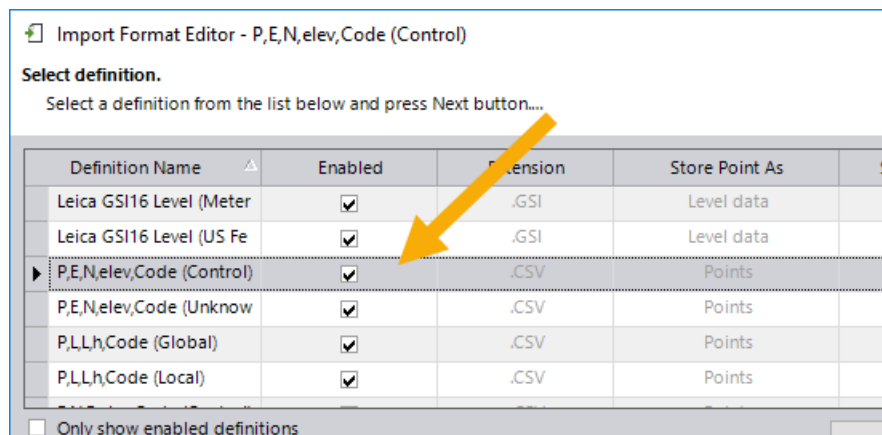 Import Format Editor - P,E,N,elev,Code (Control)
Select definition.
Select a definition from the list below and press Next button....
Definition Name Enabled Extension Store Point As
Leica GSI16 Level (Meter .GSI Level data
Leica GSI16 Level (US Fe .GSI Level data
P,E,N,elev,Code (Control) .CSV Points
P,E,N,elev,Code (Unknow .CSV Points
P,L,L,h,Code (Global) .CSV Points
P,L,L,h,Code (Local) .CSV Points
Only show enabled definitions